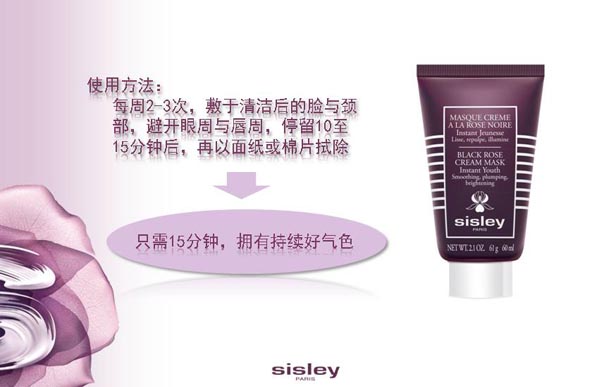 使用方法：
每周2-3次，敷于清洁后的脸与颈
部，避开眼周与唇周，停留10至
15分钟后，再以面纸或棉片拭除
只需15分钟，拥有持续好气色
MASQUE CREME
A LA ROSE NOIRE
Instant Jeunesse
Lisse, repulpe, illumine
BLACK ROSE
CREAM MASK
Instant Youth
Smoothing, plumping,
brightening
sisley
PARIS
NET WT. 2.1 OZ. 61 g 60 ml
sisley
PARIS